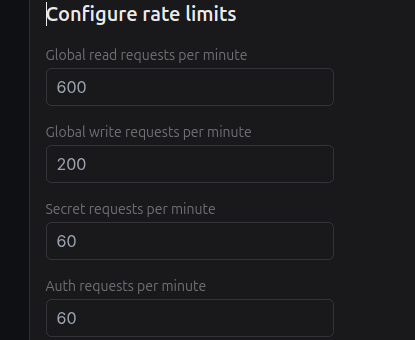 Configure rate limits
Global read requests per minute
600
Global write requests per minute
200
Secret requests per minute
60
Auth requests per minute
60